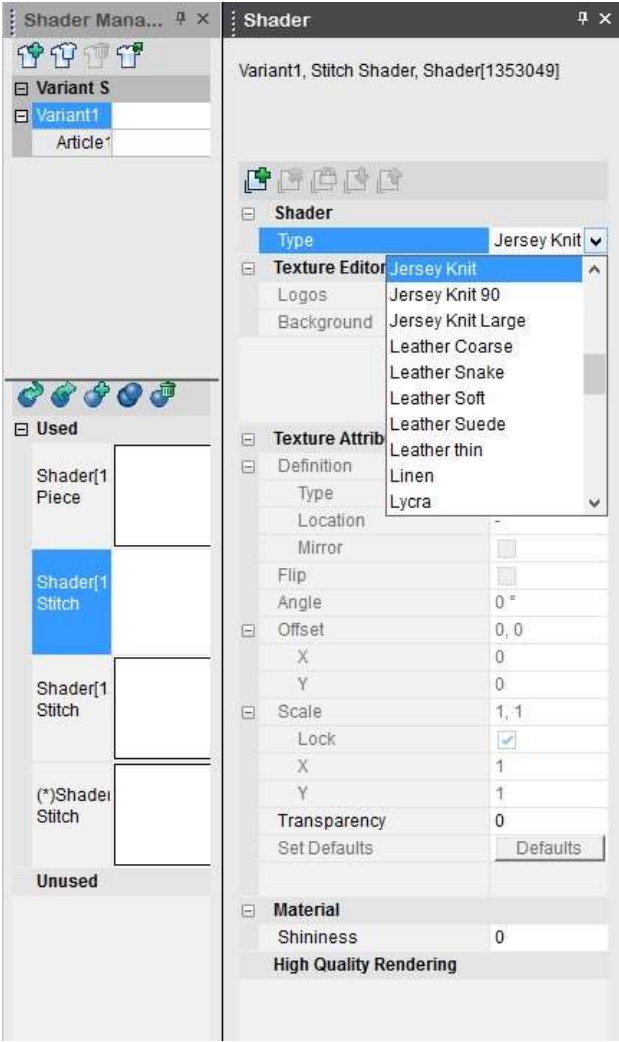 Shader Mana...
Variant S
Variant1
Article1
Used
Shader[1
Piece
Shader[1
Stitch
Shader[1
Stitch
(*)Shader
Stitch
Unused
Shader
Variant1, Stitch Shader, Shader[1353049]
Shader
Type Jersey Knit
Texture Editor
Logos
Background
Jersey Knit
Jersey Knit 90
Jersey Knit Large
Leather Coarse
Leather Snake
Leather Soft
Leather Suede
Leather thin
Linen
Lycra
Texture Attrib
Definition
Type
Location -
Mirror
Flip
Angle 0 °
Offset 0, 0
X 0
Y 0
Scale 1, 1
Lock
X 1
Y 1
Transparency 0
Set Defaults Defaults
Material
Shininess 0
High Quality Rendering